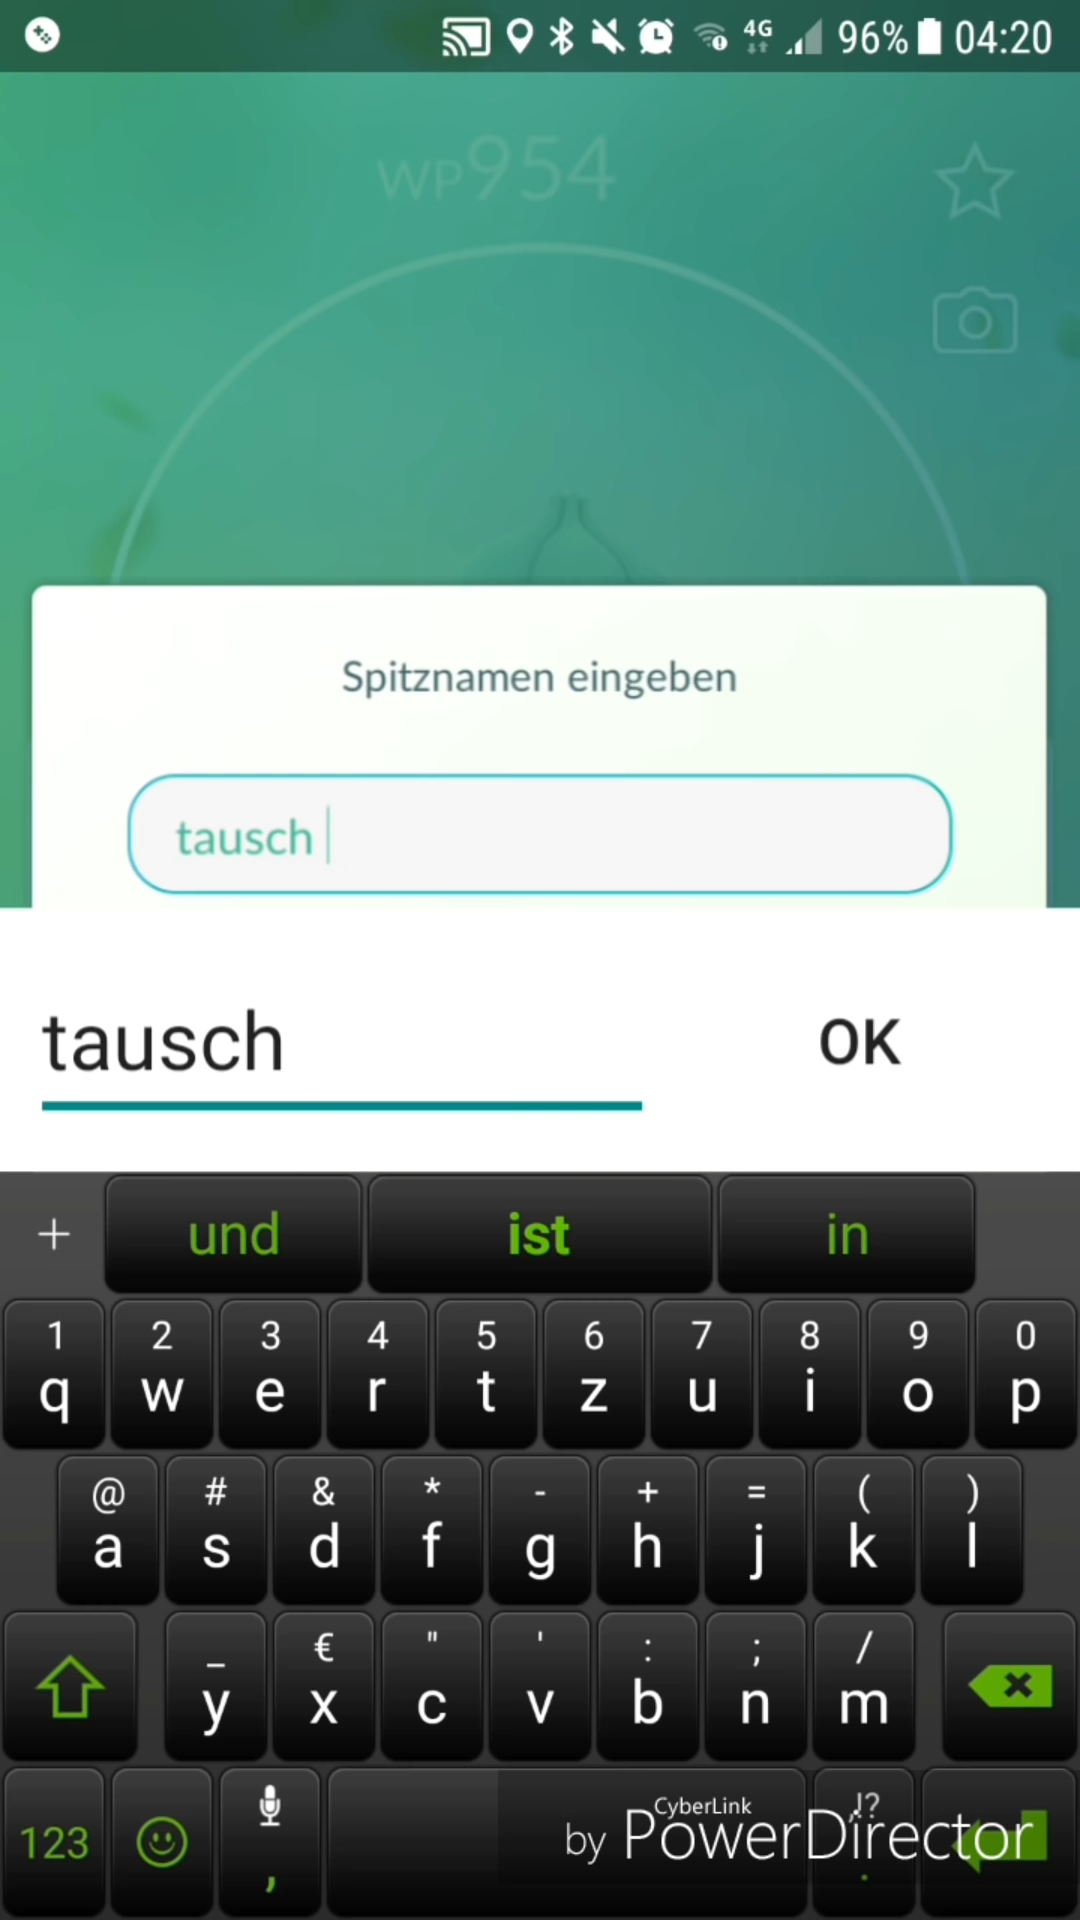 4G 96% 04:20
WP954
Spitznamen eingeben
tausch
tausch OK
+ und ist in
1 2 3 4 5 6 7 8 9 0
q w e r t z u i o p
@ # & * - + = ( )
a s d f g h j k l
_ € " ' : ; /
y x c v b n m
123 , ,!? .
CyberLink
by PowerDirector